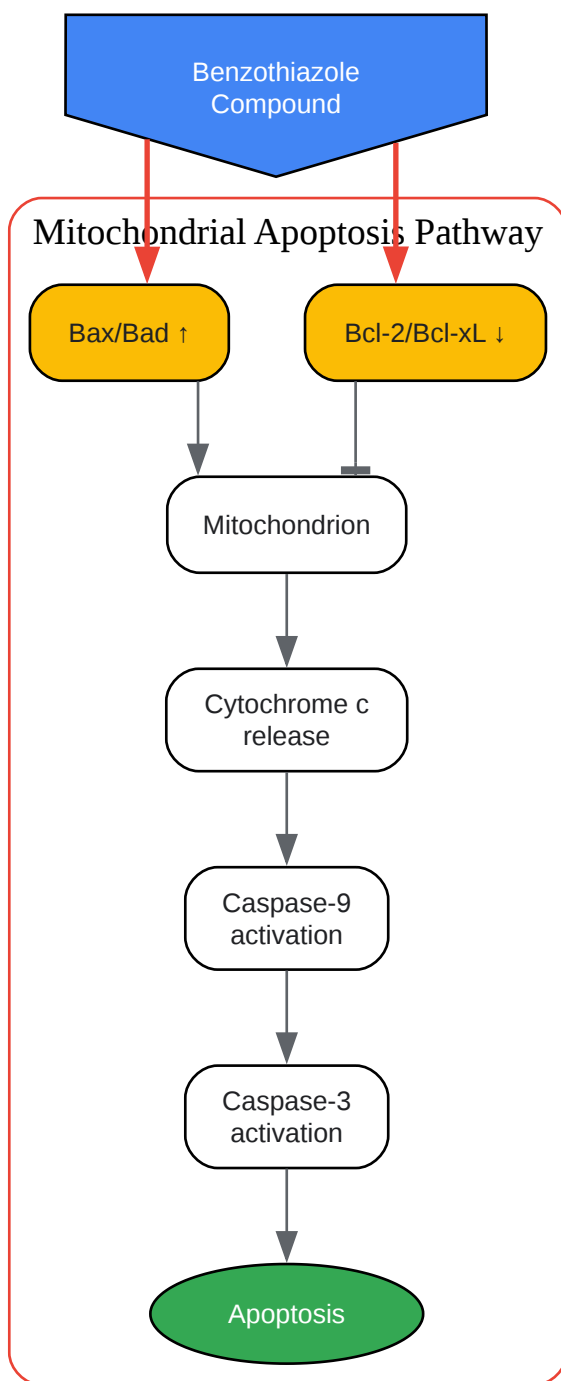 Benzothiazole
Compound
Mitochondrial Apoptosis Pathway
Bax/Bad ↑
Bcl-2/Bcl-xL ↓
Mitochondrion
Cytochrome c
release
Caspase-9
activation
Caspase-3
activation
Apoptosis